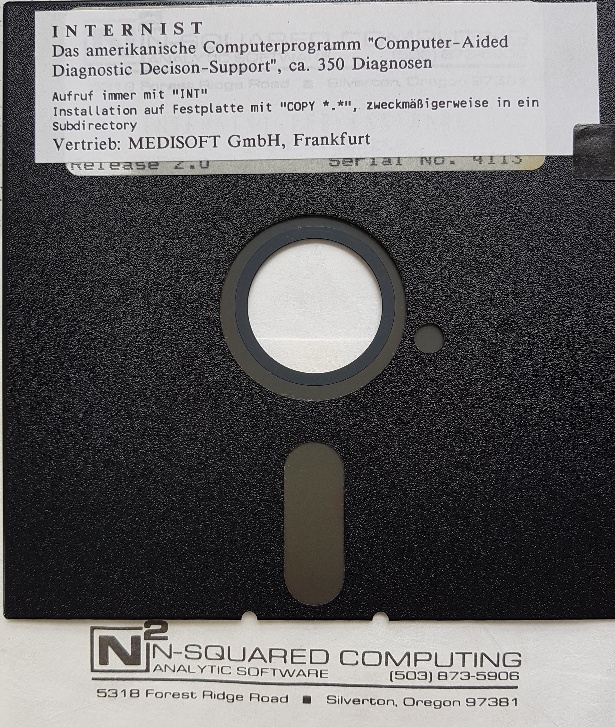 INTERNIST
Das amerikanische Computerprogramm "Computer-Aided
Diagnostic Decison-Support", ca. 350 Diagnosen
Aufruf immer mit "INT"
Installation auf Festplatte mit "COPY *.*", zweckmäßigerweise in ein
Subdirectory
Vertrieb: MEDISOFT GmbH, Frankfurt
Release 2.0 Serial No. 4113
N2 N-SQUARED COMPUTING
ANALYTIC SOFTWARE (503) 873-5906
5318 Forest Ridge Road ■ Silverton, Oregon 97381